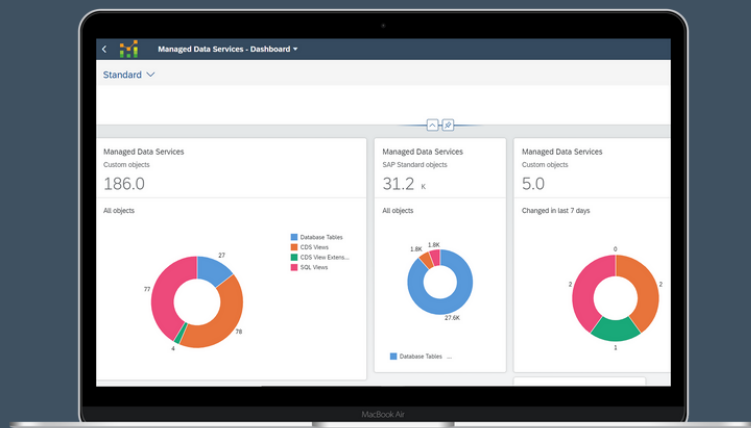 Managed Data Services - Dashboard
Standard
Managed Data Services
Custom objects
186.0
All objects
27
77
78
4
Database Tables
CDS Views
CDS View Extens...
SQL Views
Managed Data Services
SAP Standard objects
31.2 K
All objects
1.8K 1.8K
27.6K
Database Tables ...
Managed Data Services
Custom objects
5.0
Changed in last 7 days
0
2 2
1
MacBook Air